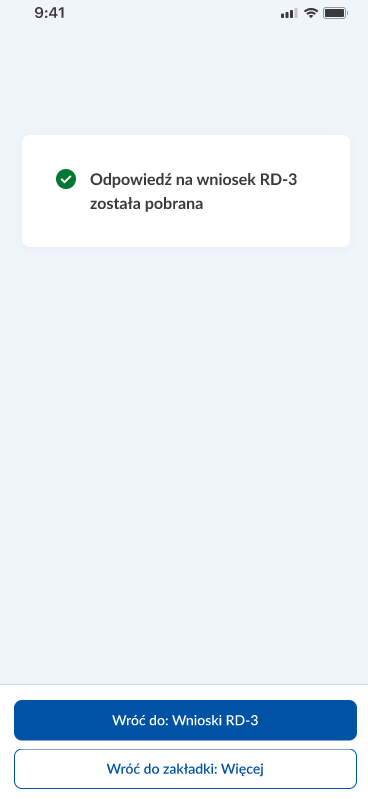 9:41
Odpowiedź na wniosek RD-3
została pobrana
Wróć do: Wnioski RD-3
Wróć do zakładki: Więcej